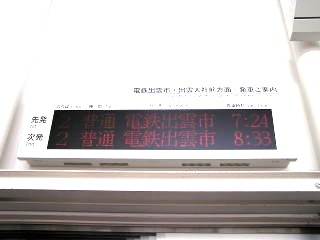 電鉄出雲市・出雲大社前方面 発車ご案内
先発 2 普通 電鉄出雲市 7:24
次発 2 普通 電鉄出雲市 8:33